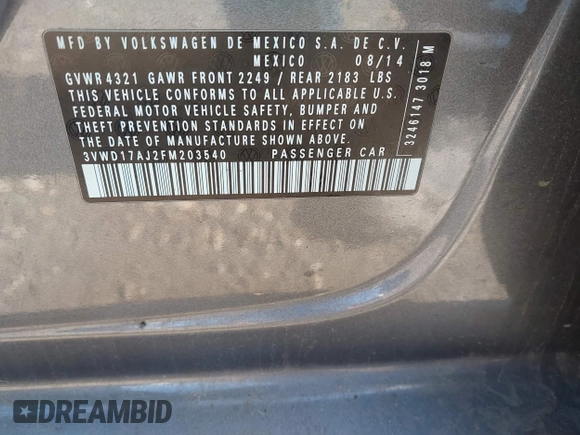 MFD BY VOLKSWAGEN DE MEXICO S.A. DE C.V.
MEXICO 08/14
GVWR 4321 GAWR FRONT 2249 / REAR 2183 LBS
THIS VEHICLE CONFORMS TO ALL APPLICABLE U.S.
FEDERAL MOTOR VEHICLE SAFETY, BUMPER AND
THEFT PREVENTION STANDARDS IN EFFECT ON
THE DATE OF MANUFACTURE SHOWN ABOVE.
3VWD17AJ2FM203540 PASSENGER CAR
3246147 3018 M
DREAMBID